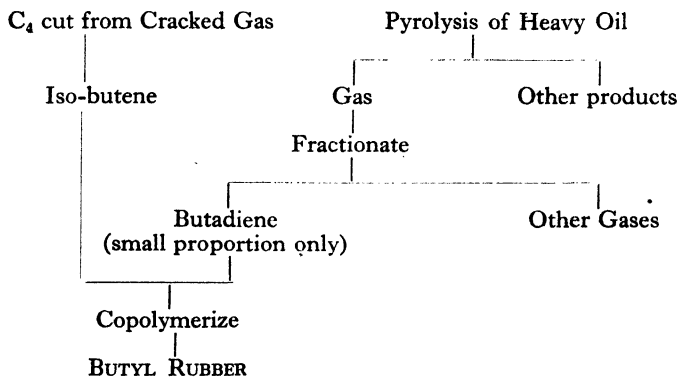 C₄ cut from Cracked Gas
Pyrolysis of Heavy Oil
Iso-butene
Gas
Other products
Fractionate
Butadiene
(small proportion only)
Other Gases
Copolymerize
BUTYL RUBBER